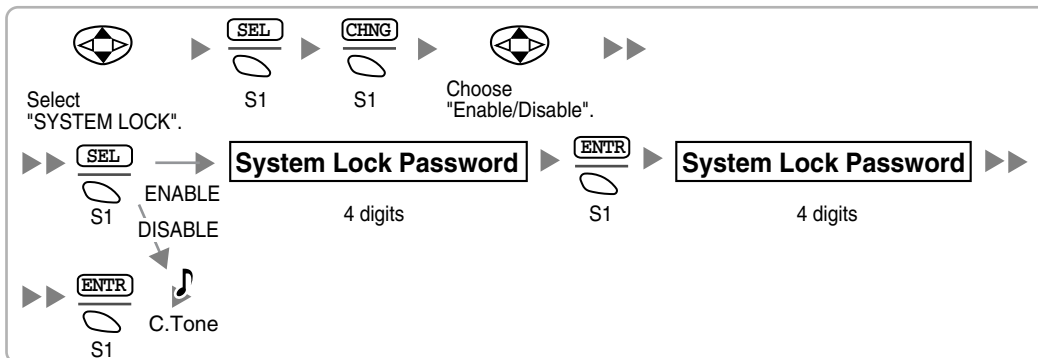 SEL
CHNG
Select
"SYSTEM LOCK".
S1
S1
Choose
"Enable/Disable".
SEL
S1
ENABLE
DISABLE
System Lock Password
4 digits
ENTR
S1
System Lock Password
4 digits
ENTR
S1
C.Tone